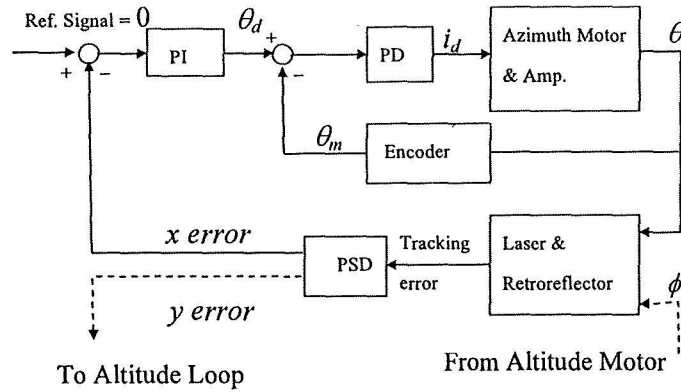 Ref. Signal = 0
θd
+
-
+
-
PI
PD
id
Azimuth Motor
& Amp.
θ
θm
Encoder
x error
PSD
Tracking
error
Laser &
Retroreflector
y error
ϕ
To Altitude Loop
From Altitude Motor